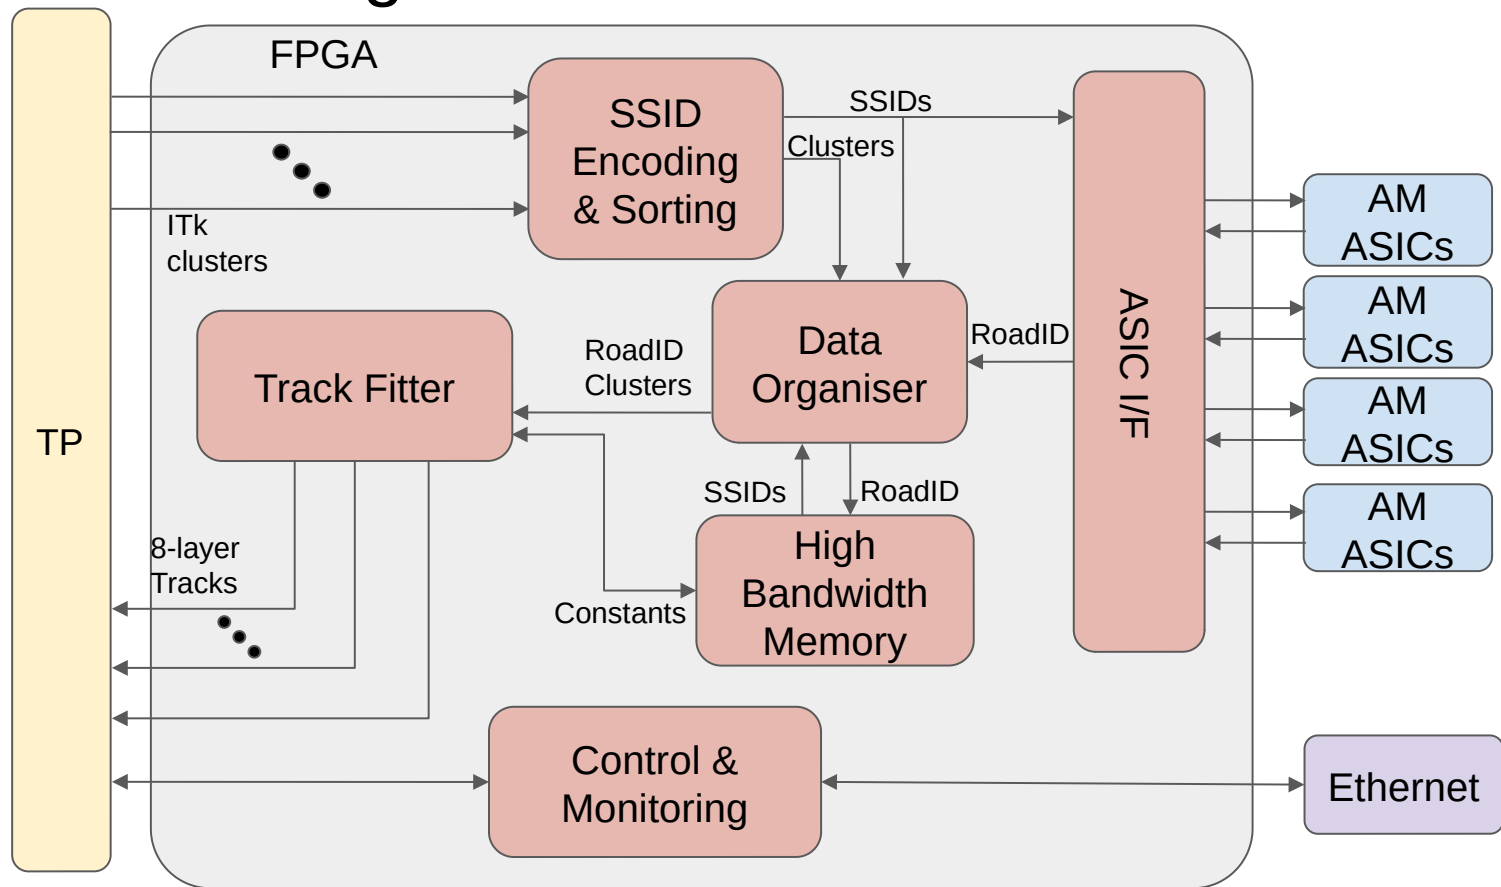 FPGA
SSIDs
SSID
Encoding
& Sorting
Clusters
ITk
clusters
AM
ASICs
AM
ASICs
AM
ASICs
AM
ASICs
ASIC I/F
RoadID
Data
Organiser
RoadID
Clusters
Track Fitter
TP
SSIDs
RoadID
High
Bandwidth
Memory
8-layer
Tracks
Constants
Control &
Monitoring
Ethernet